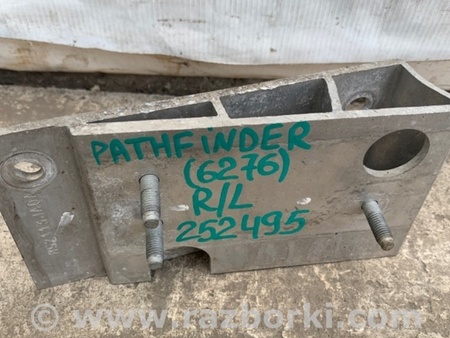 PATHFINDER
(6276)
R/L
252495
www.razborki.com